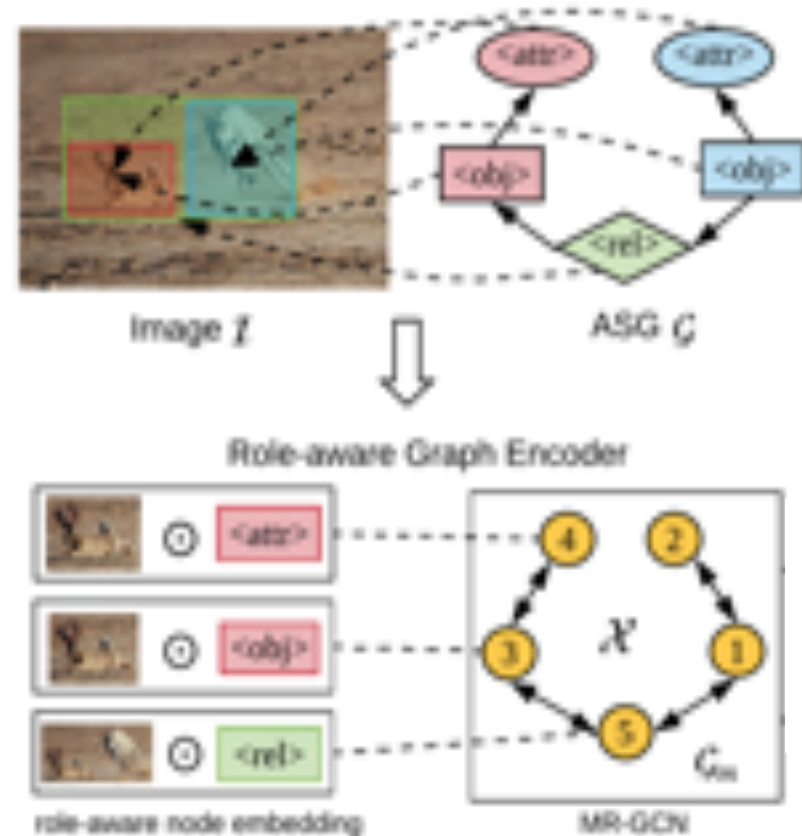 <attr> <attr>
<obj> <obj>
<rel>
Image I ASG G
Role-aware Graph Encoder
<attr> 4 2
<obj> 3 X 1
<rel> 5 Gm
role-aware node embedding MR-GCN